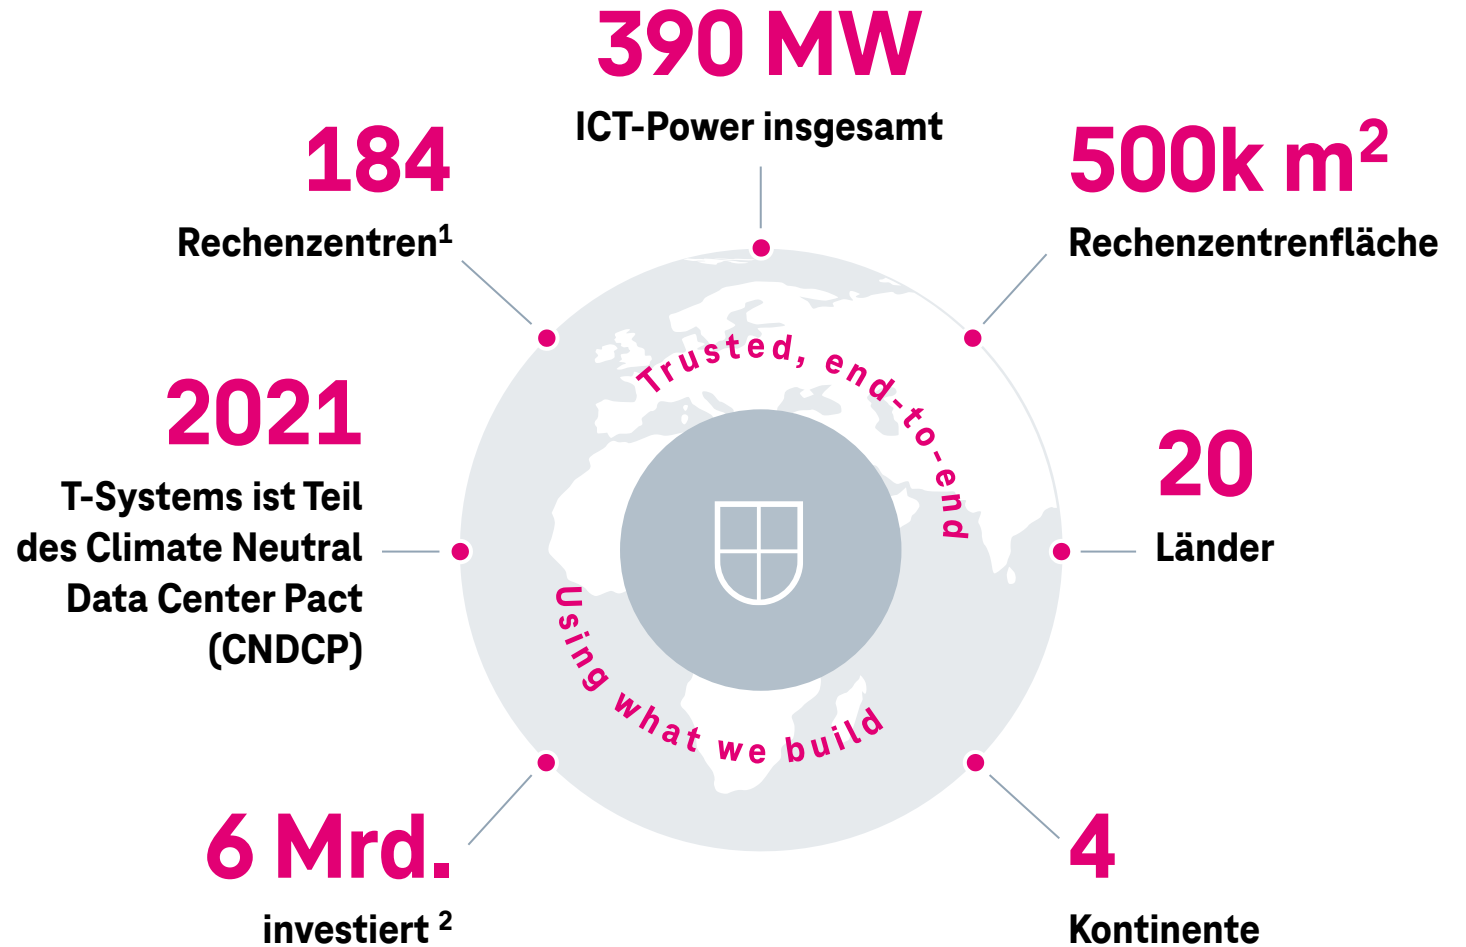 390 MW
ICT-Power insgesamt
184
Rechenzentren¹
500k m²
Rechenzentrenfläche
2021
T-Systems ist Teil
des Climate Neutral
Data Center Pact
(CNDCP)
Trusted, end-to-end
Using what we build
20
Länder
6 Mrd.
investiert ²
4
Kontinente